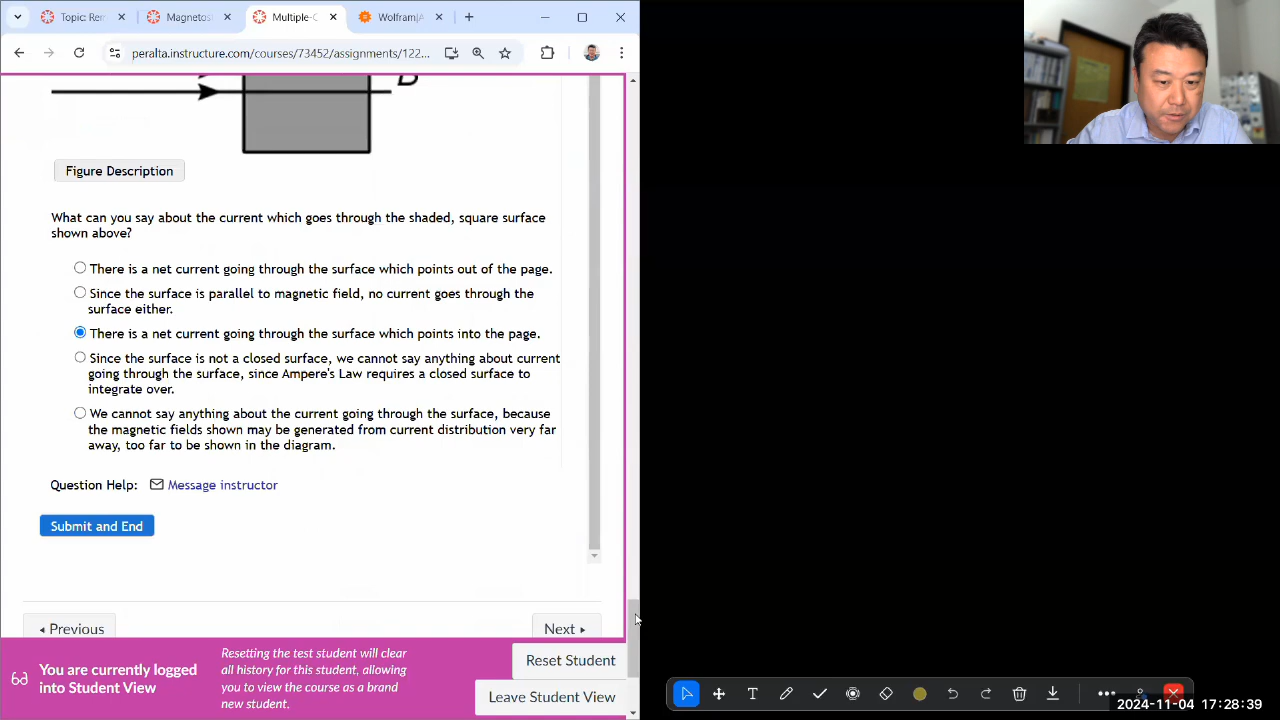 Topic: Rem
Magnetos
Multiple-C
Wolfram|A
peralta.instructure.com/courses/73452/assignments/122...
B
Figure Description
What can you say about the current which goes through the shaded, square surface
shown above?
There is a net current going through the surface which points out of the page.
Since the surface is parallel to magnetic field, no current goes through the
surface either.
There is a net current going through the surface which points into the page.
Since the surface is not a closed surface, we cannot say anything about current
going through the surface, since Ampere's Law requires a closed surface to
integrate over.
We cannot say anything about the current going through the surface, because
the magnetic fields shown may be generated from current distribution very far
away, too far to be shown in the diagram.
Question Help: Message instructor
Submit and End
Previous
Next
You are currently logged
into Student View
Resetting the test student will clear
all history for this student, allowing
you to view the course as a brand
new student.
Reset Student
Leave Student View
2024-11-04 17:28:39